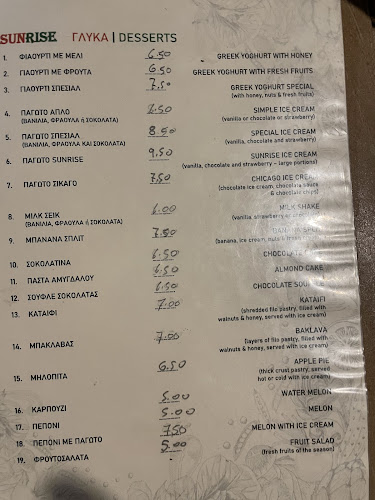 SUNRISE ΓΛΥΚΑ | DESSERTS
1. ΓΙΑΟΥΡΤΙ ΜΕ ΜΕΛΙ 6.50 GREEK YOGHURT WITH HONEY
2. ΓΙΑΟΥΡΤΙ ΜΕ ΦΡΟΥΤΑ 6.50 GREEK YOGHURT WITH FRESH FRUITS
3. ΓΙΑΟΥΡΤΙ ΣΠΕΣΙΑΛ 7.50 GREEK YOGHURT SPECIAL
(with honey, nuts & fresh fruits)
4. ΠΑΓΩΤΟ ΑΠΛΟ 7.50 SIMPLE ICE CREAM
(ΒΑΝΙΛΙΑ, ΦΡΑΟΥΛΑ ή ΣΟΚΟΛΑΤΑ) (vanilla or chocolate or strawberry)
5. ΠΑΓΩΤΟ ΣΠΕΣΙΑΛ 8.50 SPECIAL ICE CREAM
(ΒΑΝΙΛΙΑ, ΦΡΑΟΥΛΑ ΚΑΙ ΣΟΚΟΛΑΤΑ) (vanilla, chocolate and strawberry)
6. ΠΑΓΩΤΟ SUNRISE 9.50 SUNRISE ICE CREAM
(vanilla, chocolate and strawberry – large portions)
7. ΠΑΓΩΤΟ ΣΙΚΑΓΟ 7.50 CHICAGO ICE CREAM
(chocolate ice cream, chocolate sauce
& chocolate chips)
8. ΜΙΛΚ ΣΕΙΚ 6.00 MILK SHAKE
(ΒΑΝΙΛΙΑ, ΦΡΑΟΥΛΑ ή ΣΟΚΟΛΑΤΑ) (vanilla, strawberry or
9. ΜΠΑΝΑΝΑ ΣΠΛΙΤ 7.50 BANANA
(banana, ice cream, nuts &
10. ΣΟΚΟΛΑΤΙΝΑ 6.50 CHOCOLATE
11. ΠΑΣΤΑ ΑΜΥΓΔΑΛΟΥ 6.50 ALMOND CAKE
12. ΣΟΥΦΛΕ ΣΟΚΟΛΑΤΑΣ 6.50 CHOCOLATE
13. ΚΑΤΑΙΦΙ 7.00 KATAIFI
(shredded filo pastry, filled with
walnuts & honey, served with ice cream)
14. ΜΠΑΚΛΑΒΑΣ 7.00 BAKLAVA
(layers of filo pastry, filled with
walnuts & honey, served with ice cream)
15. ΜΗΛΟΠΙΤΑ 6.50 APPLE PIE
(thick crust pastry, served
hot or cold with ice cream)
16. ΚΑΡΠΟΥΖΙ 5.00 WATER MELON
17. ΠΕΠΟΝΙ 5.00 MELON
18. ΠΕΠΟΝΙ ΜΕ ΠΑΓΩΤΟ 7.50 MELON WITH ICE CREAM
19. ΦΡΟΥΤΟΣΑΛΑΤΑ 5.00 FRUIT SALAD
(fresh fruits of the season)